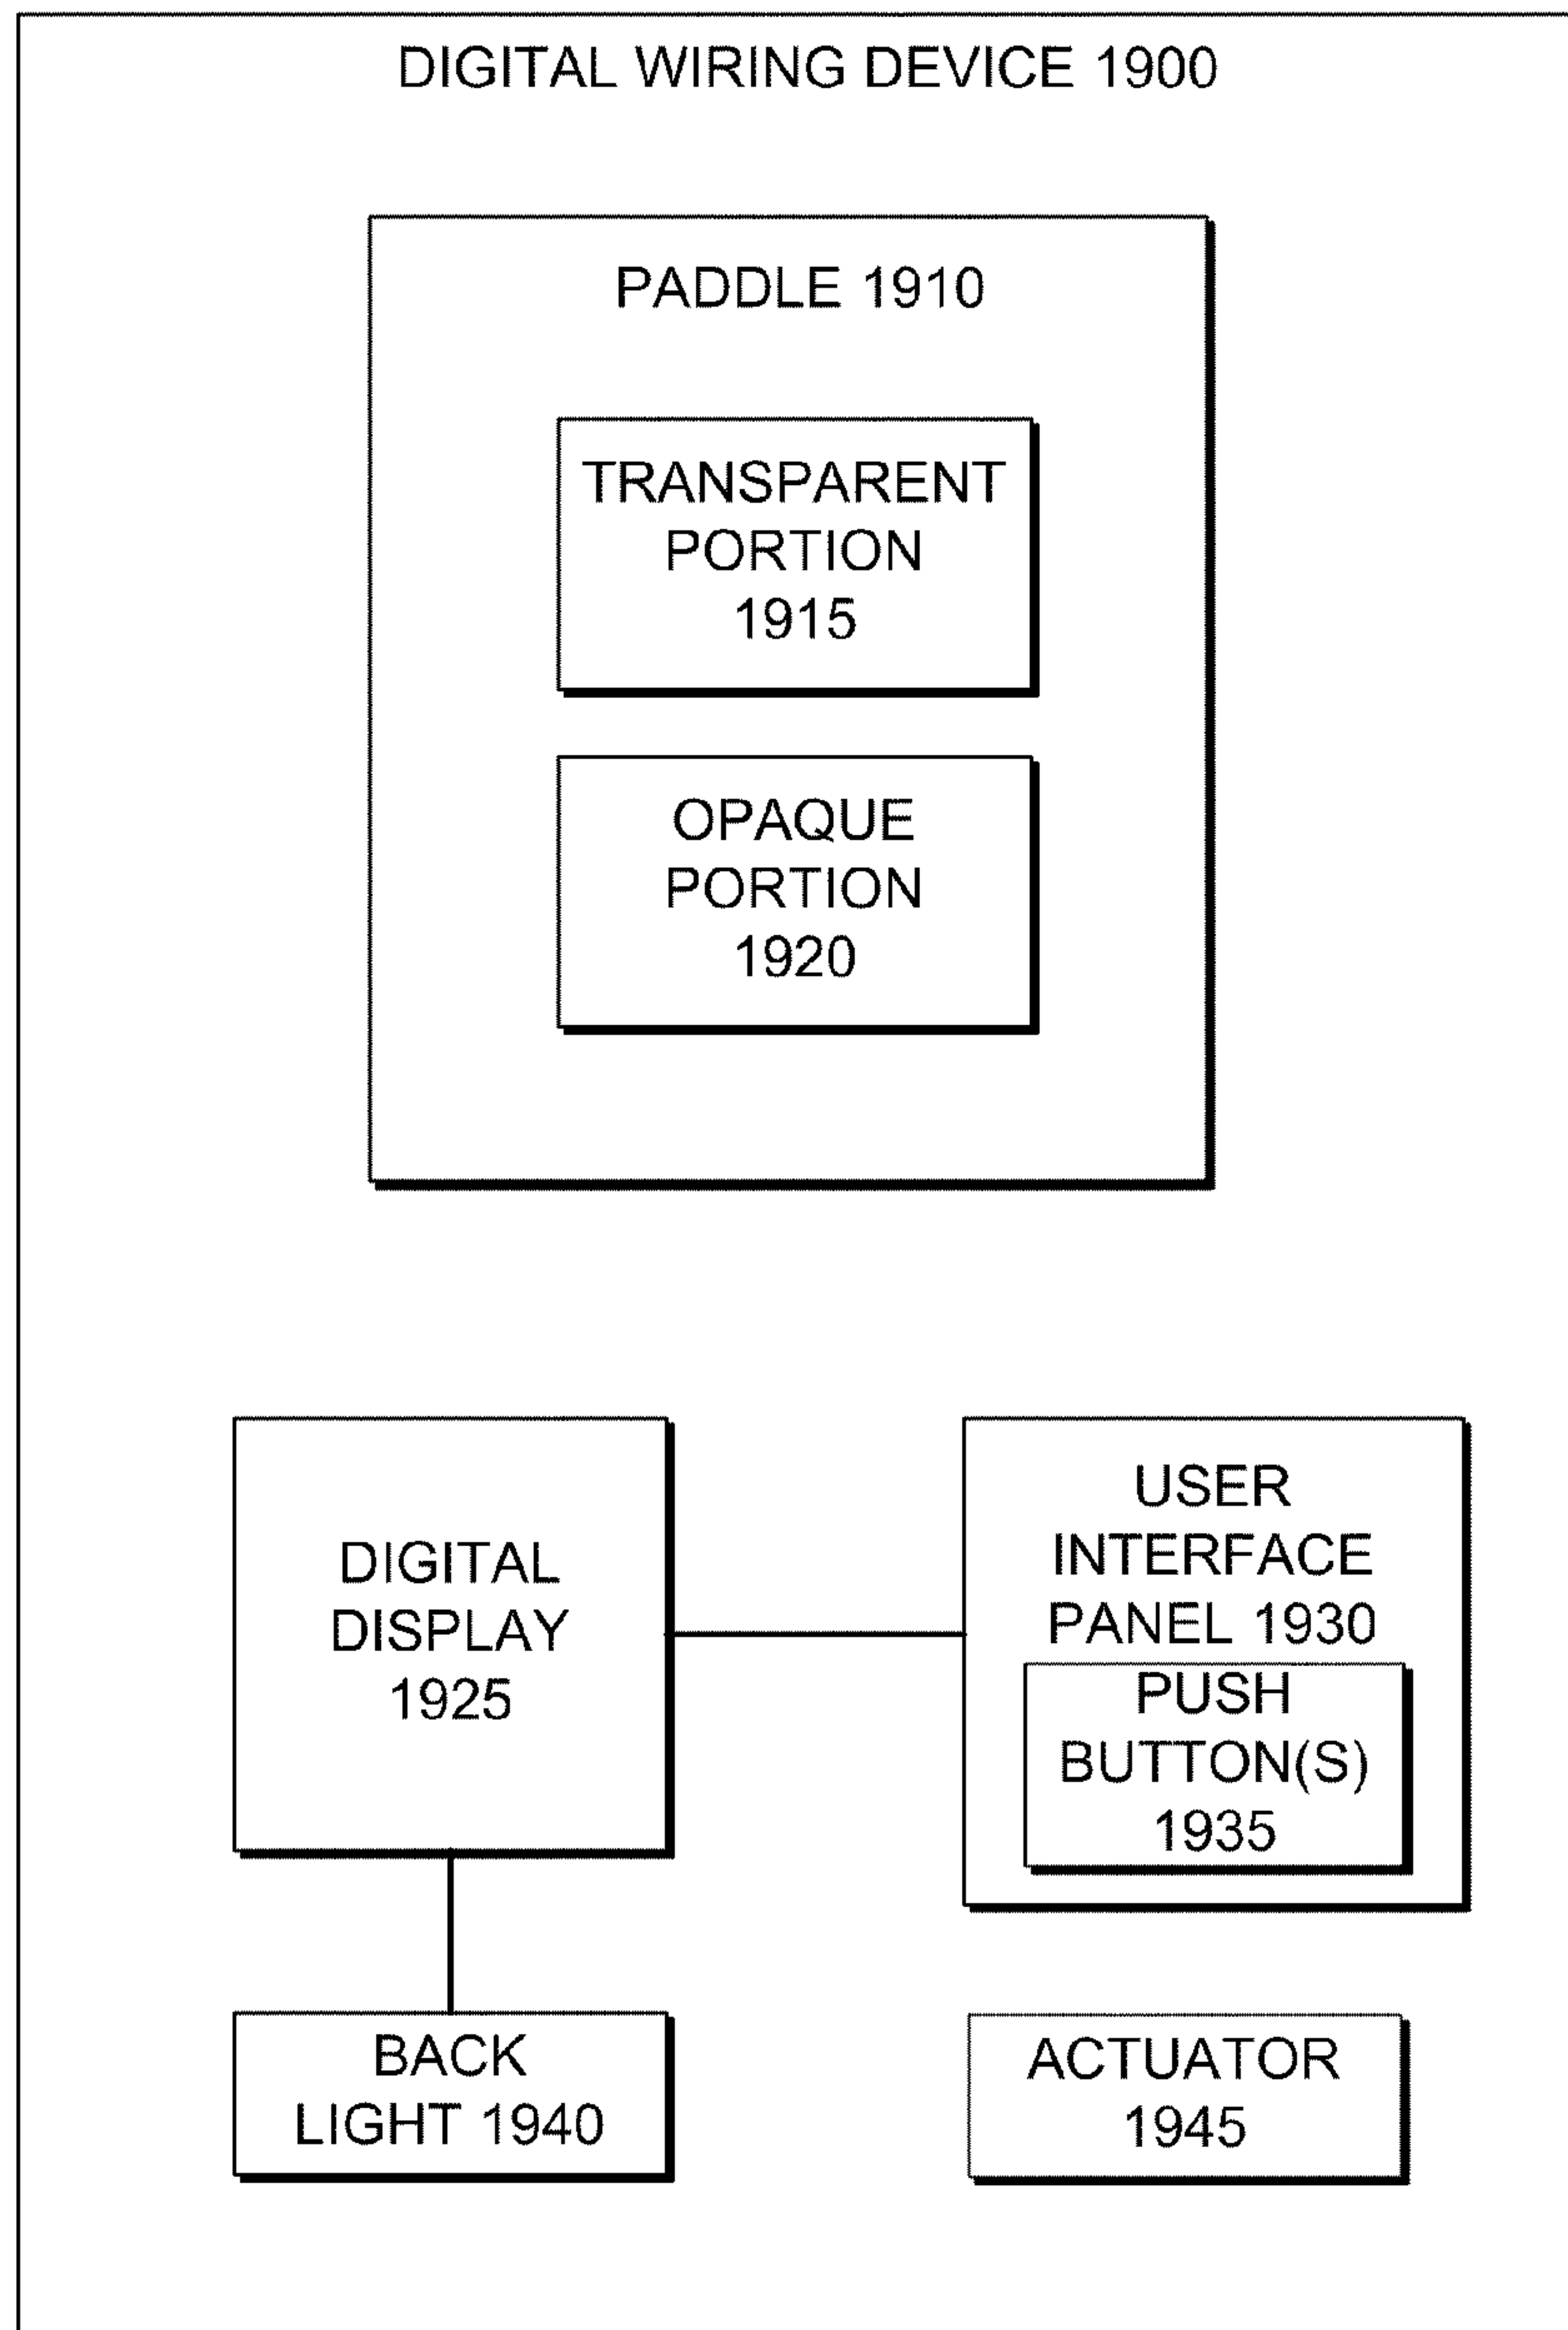 DIGITAL WIRING DEVICE 1900
PADDLE 1910
TRANSPARENT
PORTION
1915
OPAQUE
PORTION
1920
DIGITAL
DISPLAY
1925
USER
INTERFACE
PANEL 1930
PUSH
BUTTON(S)
1935
BACK
LIGHT 1940
ACTUATOR
1945